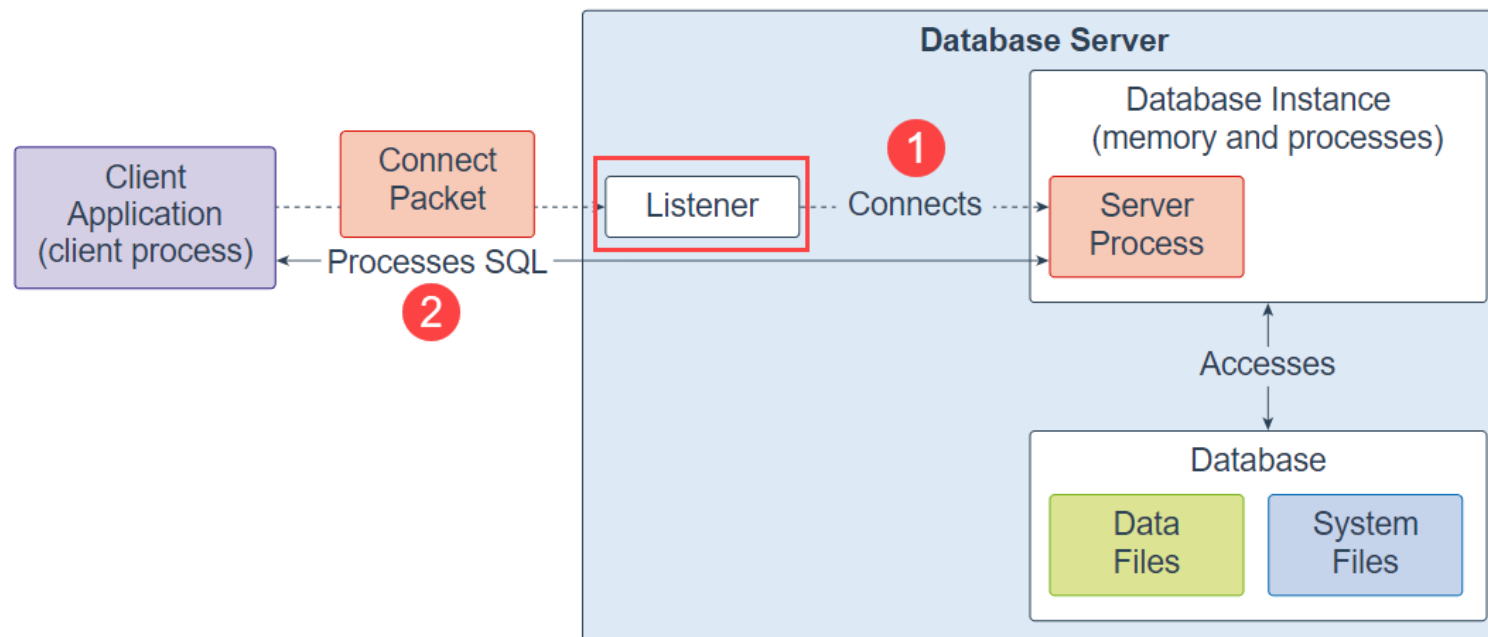 Database Server
Database Instance
(memory and processes)
Client
Application
(client process)
Connect
Packet
Listener
1
Connects
Server
Process
Processes SQL
2
Accesses
Database
Data
Files
System
Files